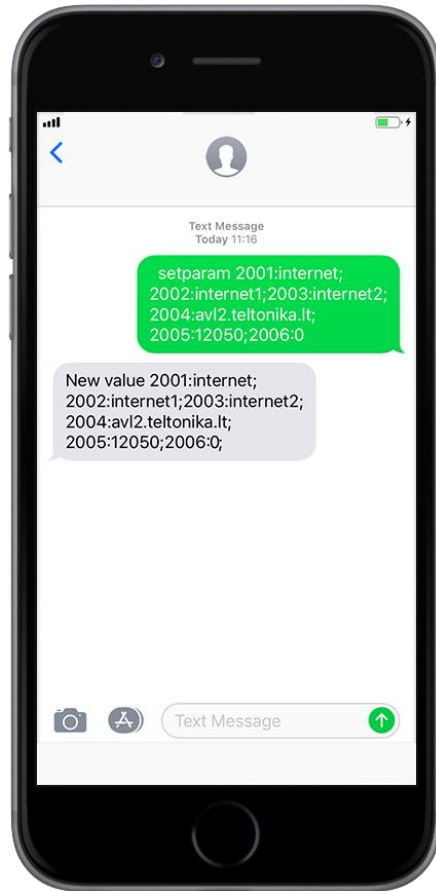 Text Message
Today 11:16
setparam 2001:internet;
2002:internet1;2003:internet2;
2004:avl2.teltonika.lt;
2005:12050;2006:0
New value 2001:internet;
2002:internet1;2003:internet2;
2004:avl2.teltonika.lt;
2005:12050;2006:0;
Text Message